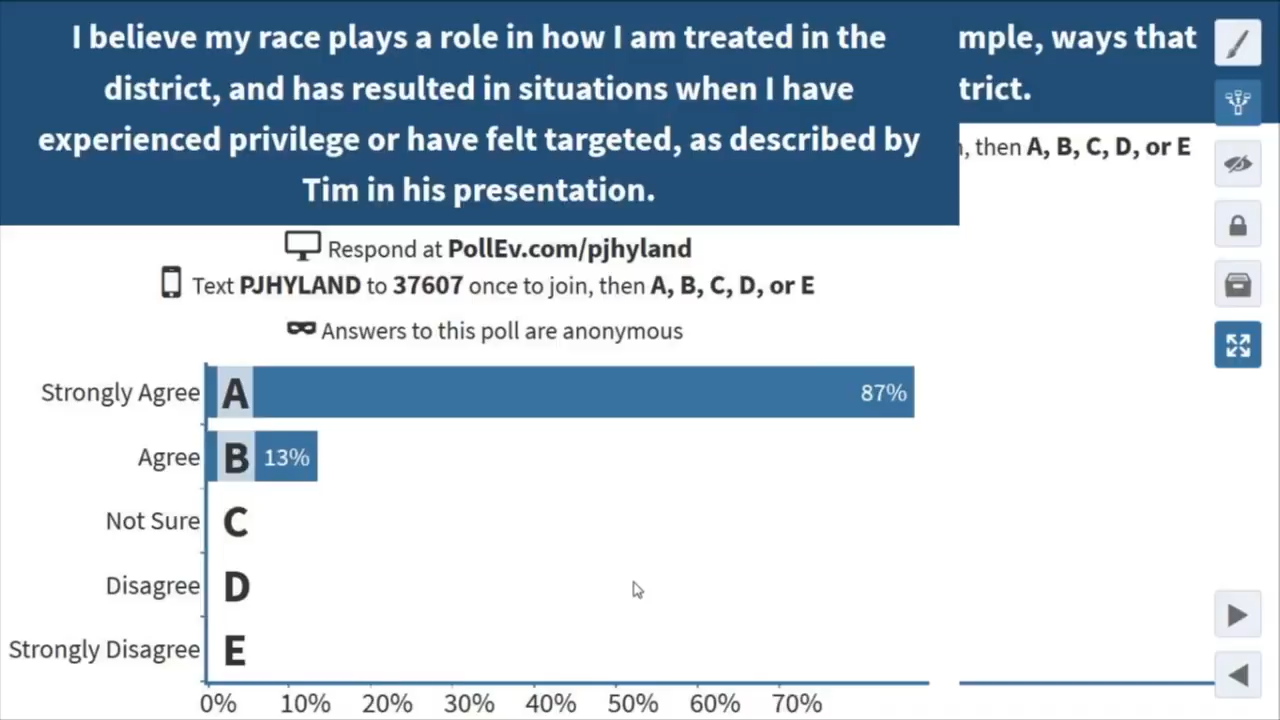 I believe my race plays a role in how I am treated in the
district, and has resulted in situations when I have
experienced privilege or have felt targeted, as described by
Tim in his presentation.
mple, ways that
trict.
, then A, B, C, D, or E
Respond at PollEv.com/pjhyland
Text PJHYLAND to 37607 once to join, then A, B, C, D, or E
Answers to this poll are anonymous
Strongly Agree A 87%
Agree B 13%
Not Sure C
Disagree D
Strongly Disagree E
0% 10% 20% 30% 40% 50% 60% 70%